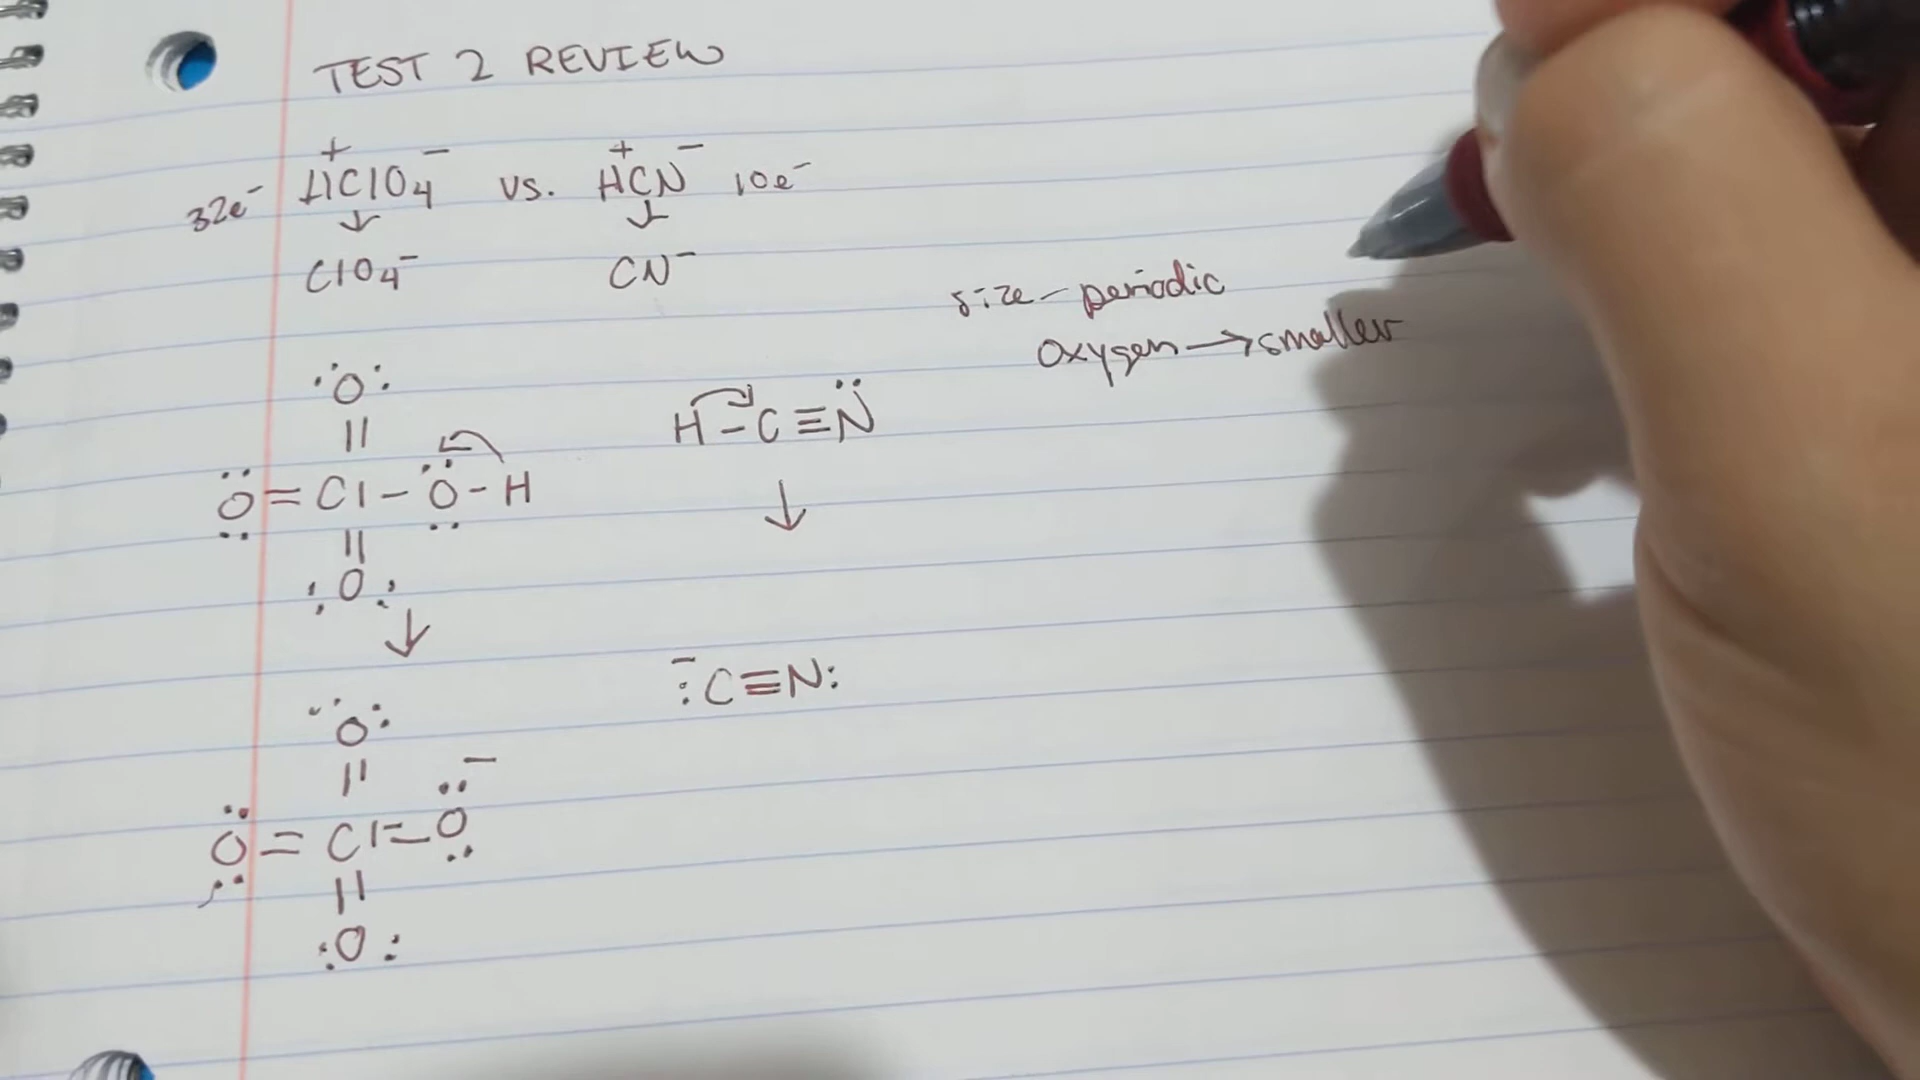 TEST 2 REVIEW
+ − + −
32e⁻ HClO₄ vs. HCN 10e⁻
↓ ↓
ClO₄⁻ CN⁻
size - periodic
oxygen → smaller
O
||
H – C ≡ N
O = Cl – O – H
||
O
↓ ↓
− :C ≡ N:
O
|| −
O = Cl = O
||
O